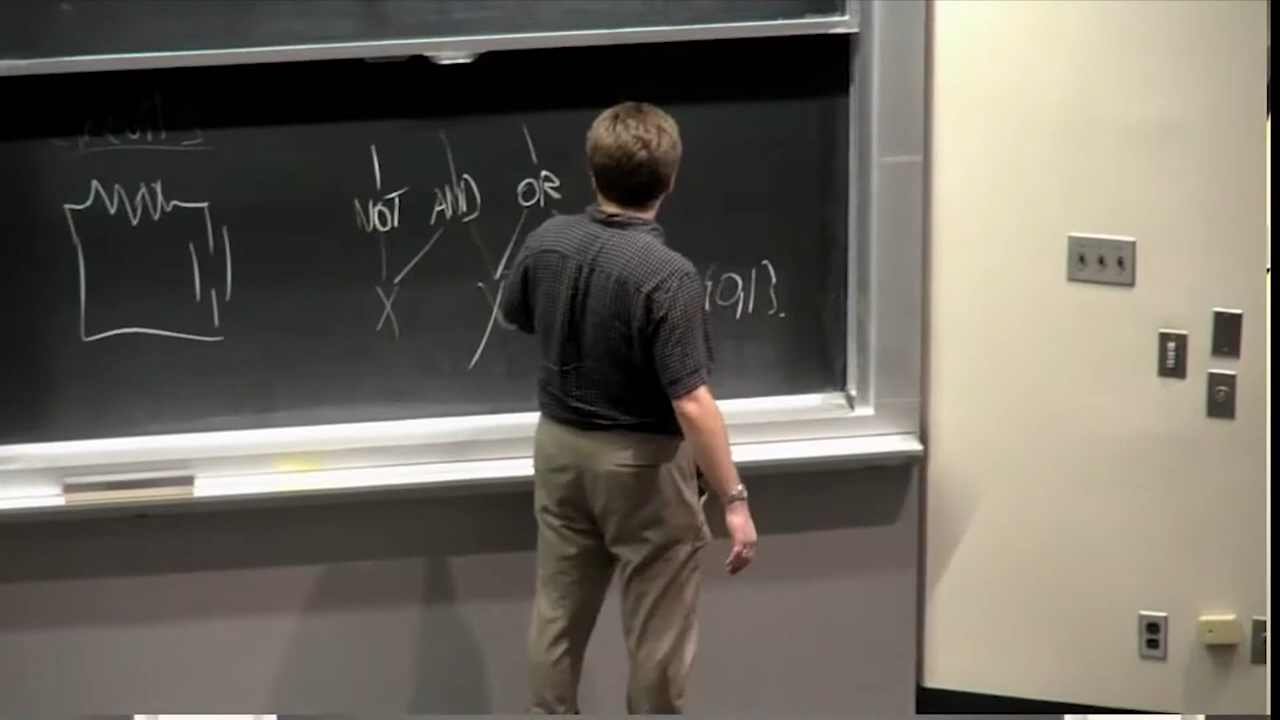 NOT AND OR
X Y {0,1}.